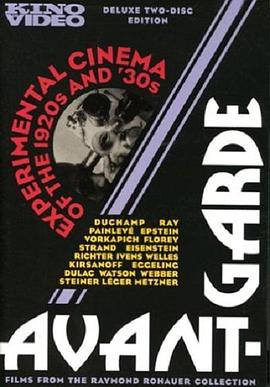 KINO
VIDEO
DELUXE TWO-DISC
EDITION
EXPERIMENTAL CINEMA
OF THE 1920s AND '30s
DUCHAMP RAY
PAINLEVÉ EPSTEIN
VORKAPICH FLOREY
STRAND EISENSTEIN
RICHTER IVENS WELLES
KIRSANOFF EGGELING
DULAC WATSON WEBBER
STEINER LÉGER METZNER
AVANT-
GARDE
FILMS FROM THE RAYMOND ROHAUER COLLECTION